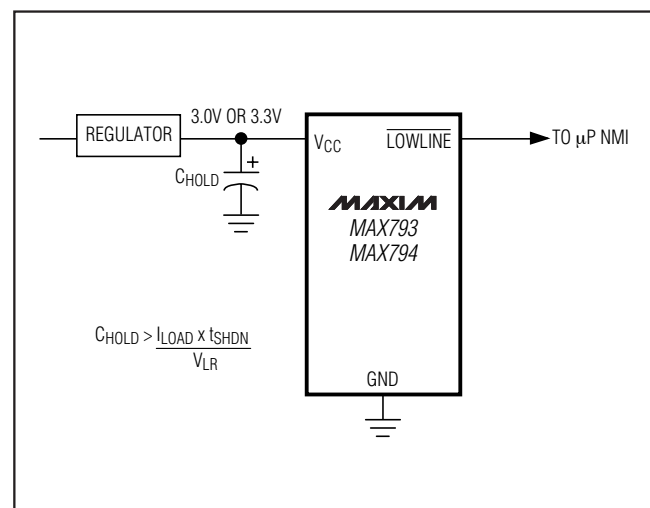 3.0V OR 3.3V
REGULATOR
VCC
LOWLINE
TO µP NMI
+
CHOLD
MAXIM
MAX793
MAX794
CHOLD > ILOAD x tSHDN
VLR
GND